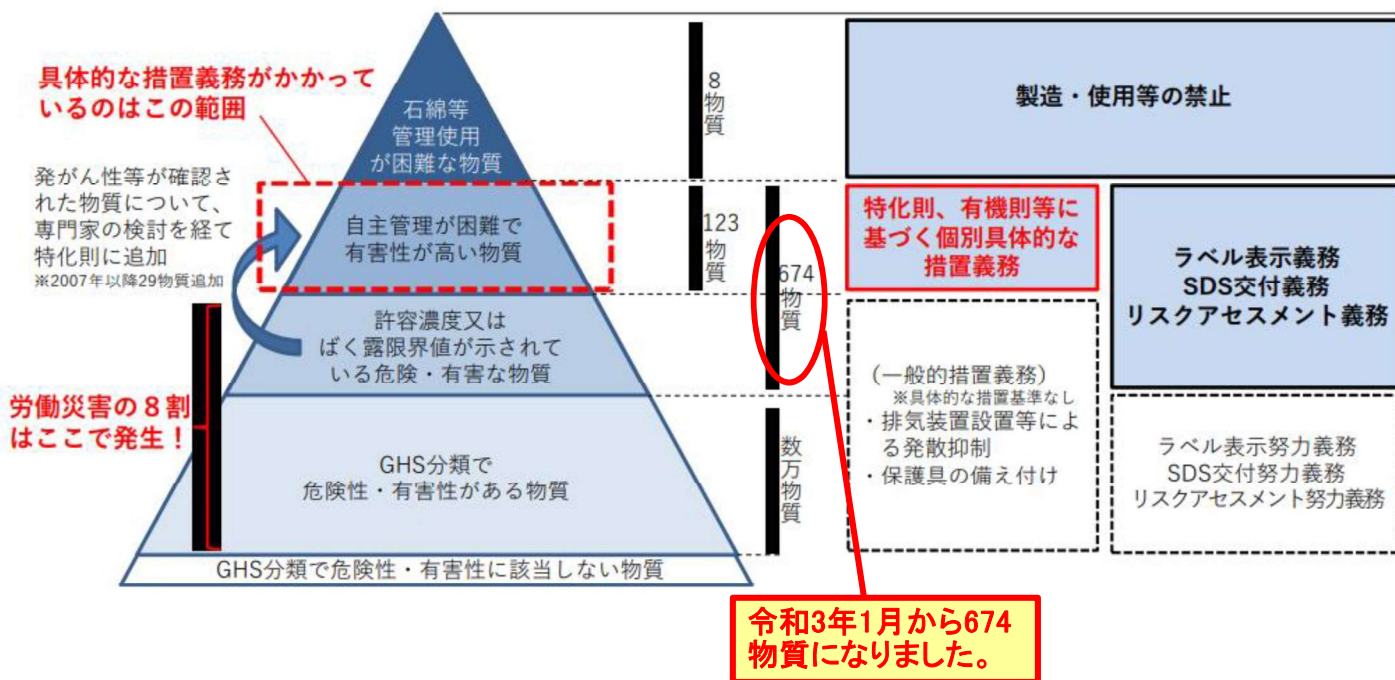 具体的な措置義務がかかって
いるのはこの範囲
発がん性等が確認さ
れた物質について、
専門家の検討を経て
特化則に追加
※2007年以降29物質追加
労働災害の８割
はここで発生！
石綿等
管理使用
が困難な物質
自主管理が困難で
有害性が高い物質
許容濃度又は
ばく露限界値が示されて
いる危険・有害な物質
GHS分類で
危険性・有害性がある物質
GHS分類で危険性・有害性に該当しない物質
8
物
質
123
物
質
674
物
質
数
万
物
質
製造・使用等の禁止
特化則、有機則等に
基づく個別具体的な
措置義務
ラベル表示義務
SDS交付義務
リスクアセスメント義務
（一般的措置義務）
※具体的な措置基準なし
・排気装置設置等によ
る発散抑制
・保護具の備え付け
ラベル表示努力義務
SDS交付努力義務
リスクアセスメント努力義務
令和3年1月から674
物質になりました。